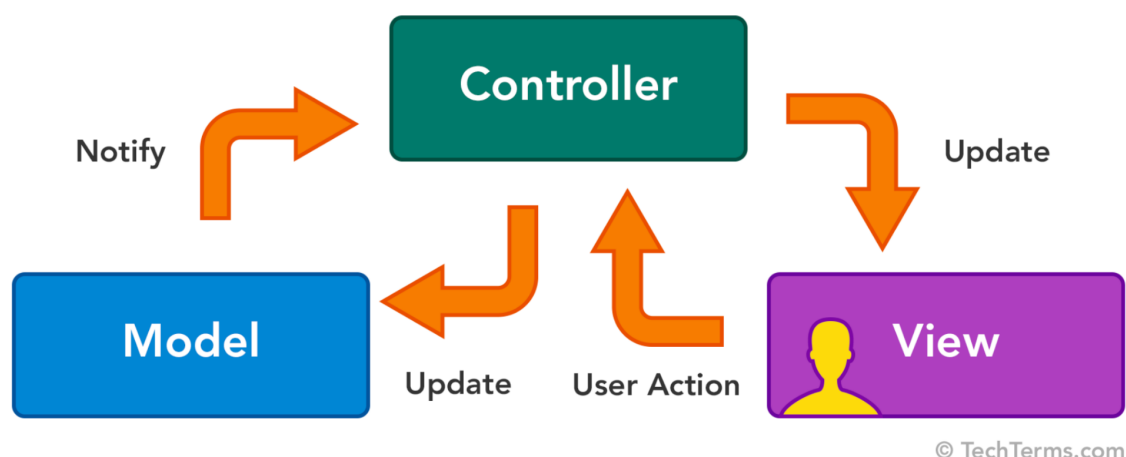 Controller
Notify
Update
Model
View
Update
User Action
© TechTerms.com